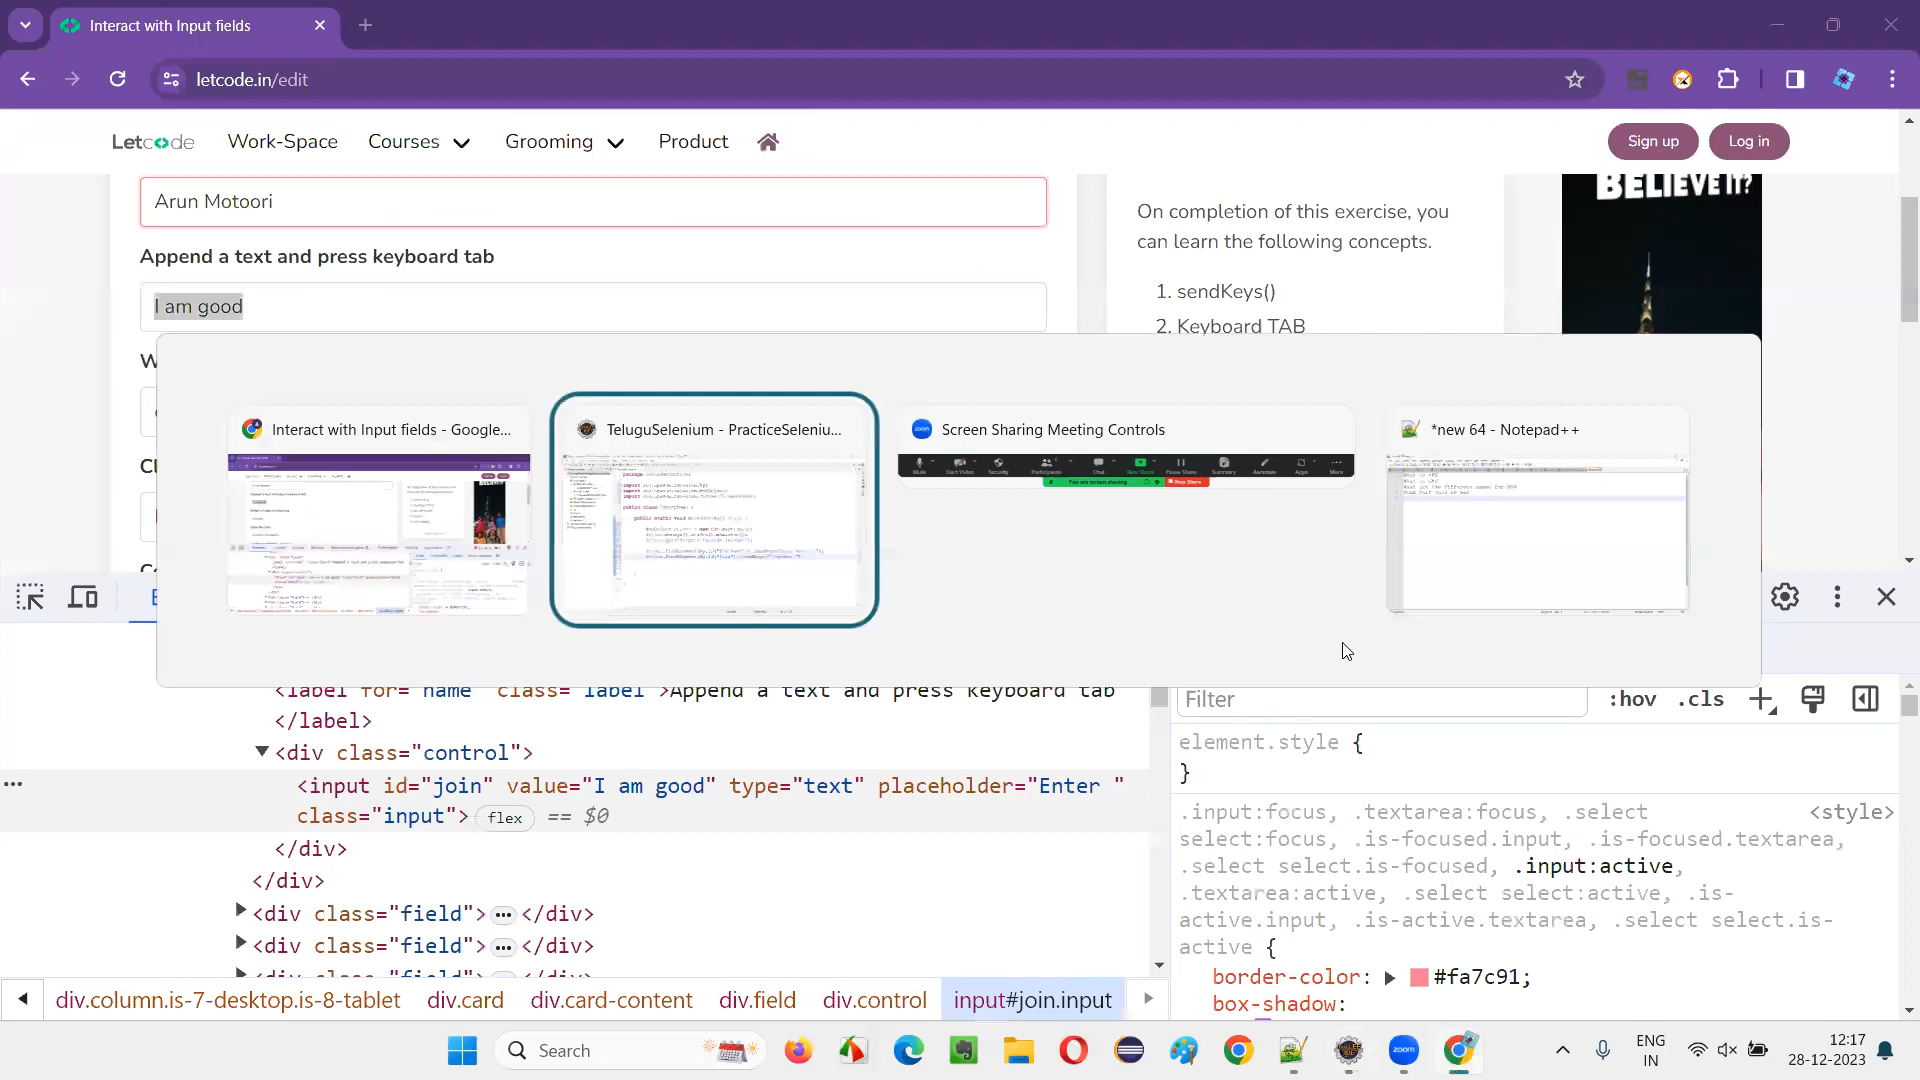 Interact with Input fields
letcode.in/edit
Letcode
Work-Space
Courses
Grooming
Product
Sign up
Log in
Arun Motoori
Append a text and press keyboard tab
I am good
BELIEVE IT?
On completion of this exercise, you
can learn the following concepts.
1. sendKeys()
2. Keyboard TAB
Interact with Input fields - Google...
TeluguSelenium - PracticeSeleniu...
Screen Sharing Meeting Controls
*new 64 - Notepad++
<label for="name" class="label">Append a text and press keyboard tab
</label>
<div class="control">
<input id="join" value="I am good" type="text" placeholder="Enter "
class="input"> flex == $0
</div>
</div>
<div class="field"> ••• </div>
<div class="field"> ••• </div>
<div class="field"> ••• </div>
Filter
:hov .cls
element.style {
}
.input:focus, .textarea:focus, .select <style>
select:focus, .is-focused.input, .is-focused.textarea,
.select select.is-focused, .input:active,
.textarea:active, .select select:active, .is-
active.input, .is-active.textarea, .select select.is-
active {
border-color: #fa7c91;
box-shadow:
div.column.is-7-desktop.is-8-tablet div.card div.card-content div.field div.control input#join.input
Search
zoom
ENG
IN
12:17
28-12-2023